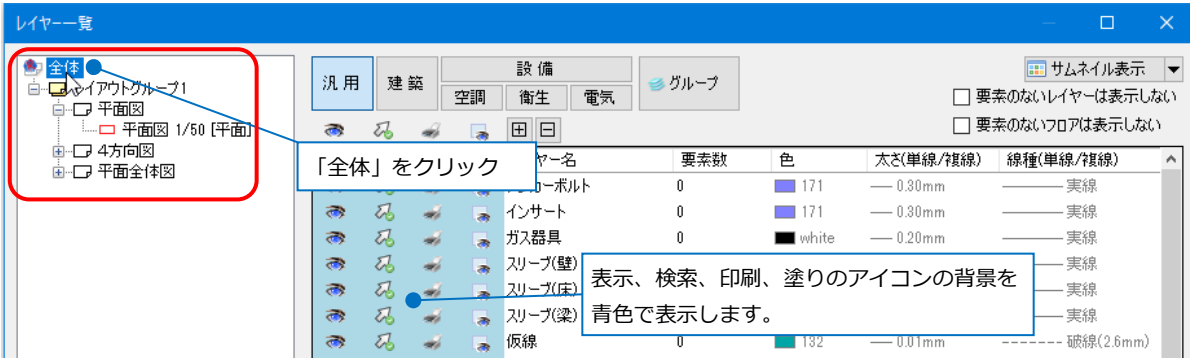 レイヤー一覧
全体
レイアウトグループ1
平面図
平面図 1/50 [平面]
4方向図
平面全体図
汎用
建築
設備
空調
衛生
電気
グループ
サムネイル表示
要素のないレイヤーは表示しない
要素のないフロアは表示しない
「全体」をクリック
ヤー名 要素数 色 太さ(単線/複線) 線種(単線/複線)
カーボルト 0 171 0.30mm 実線
インサート 0 171 0.30mm 実線
ガス器具 0 white 0.20mm 実線
スリーブ(壁) 実線
スリーブ(床) 実線
スリーブ(梁) 実線
仮線 0 132 0.01mm 破線(2.6mm)
表示、検索、印刷、塗りのアイコンの背景を
青色で表示します。